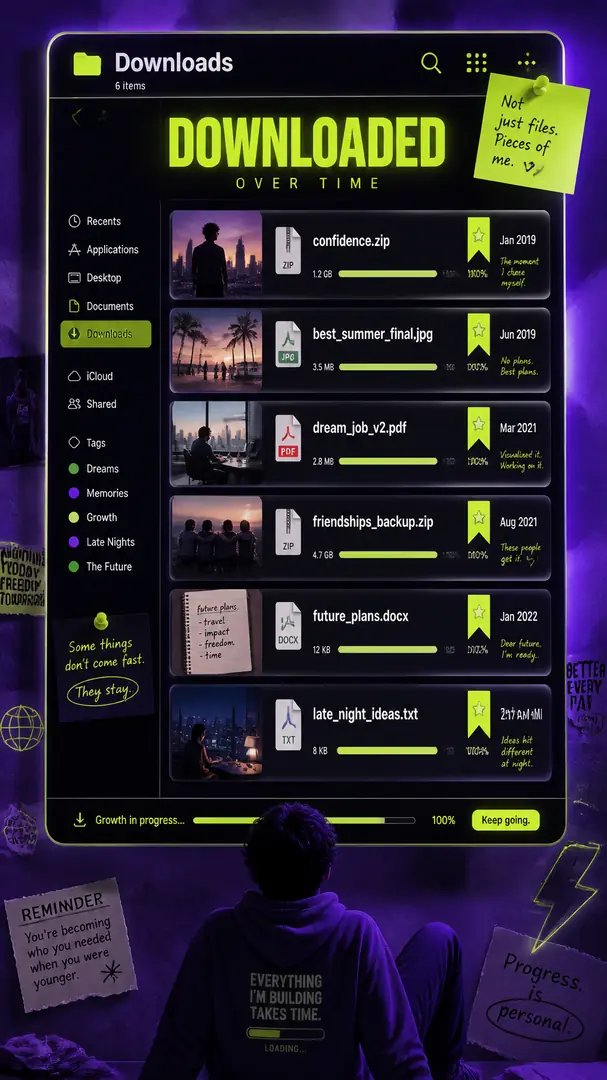 Downloads
6 items
Not
just files.
Pieces of
me.
DOWNLOADED
OVER TIME
Recents
Applications
Desktop
Documents
Downloads
iCloud
Shared
Tags
Dreams
Memories
Growth
Late Nights
The Future
Some things
don't come fast.
They stay.
confidence.zip
ZIP
1.2 GB
Jan 2019
The moment
I chose
myself.
best_summer_final.jpg
JPG
3.5 MB
Jun 2019
No plans.
Best plans.
dream_job_v2.pdf
PDF
2.8 MB
Mar 2021
Visualized it.
Working on it.
friendships_backup.zip
ZIP
4.7 GB
Aug 2021
These people
get it.
future plans.
- travel
- impact
- freedom
- time
future_plans.docx
DOCX
12 KB
Jan 2022
Dear future,
I'm ready.
late_night_ideas.txt
TXT
8 KB
Ideas hit
different
at night.
Growth in progress...
100%
Keep going.
BETTER
EVERY
REMINNDER
You're becoming
who you needed
when you were
younger.
EVERYTHING
I'M BUILDING
TAKES TIME.
LOADING...
Progress.
is
personal.